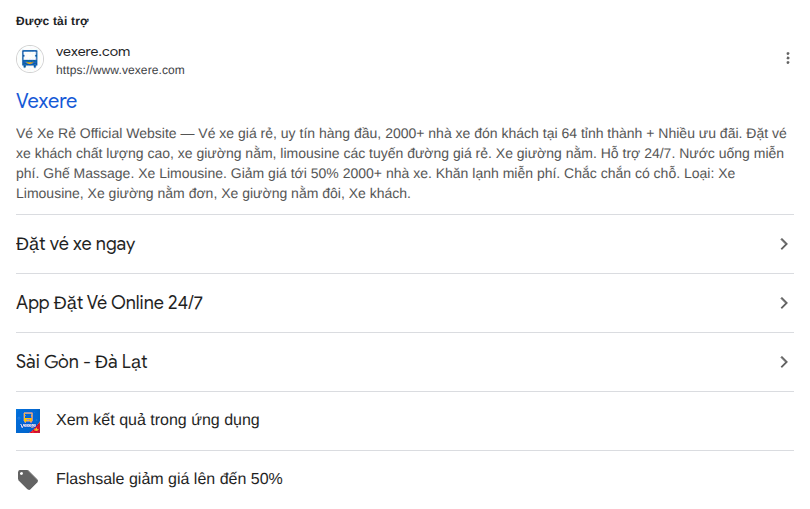 Được tài trợ
vexere.com
https://www.vexere.com
Vexere
Vé Xe Rẻ Official Website — Vé xe giá rẻ, uy tín hàng đầu, 2000+ nhà xe đón khách tại 64 tỉnh thành + Nhiều ưu đãi. Đặt vé
xe khách chất lượng cao, xe giường nằm, limousine các tuyến đường giá rẻ. Xe giường nằm. Hỗ trợ 24/7. Nước uống miễn
phí. Ghế Massage. Xe Limousine. Giảm giá tới 50% 2000+ nhà xe. Khăn lạnh miễn phí. Chắc chắn có chỗ. Loại: Xe
Limousine, Xe giường nằm đơn, Xe giường nằm đôi, Xe khách.
Đặt vé xe ngay
App Đặt Vé Online 24/7
Sài Gòn - Đà Lạt
Xem kết quả trong ứng dụng
Flashsale giảm giá lên đến 50%